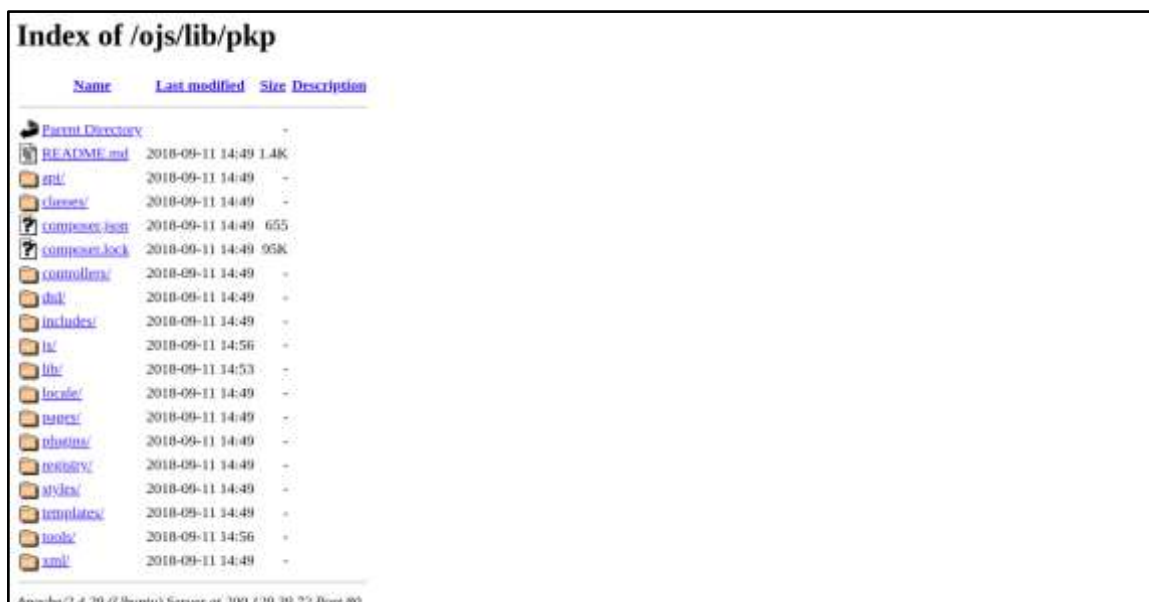 Index of /ojs/lib/pkp
Name Last modified Size Description
Parent Directory -
README.md 2018-09-11 14:49 1.4K
api/ 2018-09-11 14:49 -
classes/ 2018-09-11 14:49 -
composer.json 2018-09-11 14:49 655
composer.lock 2018-09-11 14:49 95K
controllers/ 2018-09-11 14:49 -
dtd/ 2018-09-11 14:49 -
includes/ 2018-09-11 14:49 -
js/ 2018-09-11 14:56 -
lib/ 2018-09-11 14:53 -
locale/ 2018-09-11 14:49 -
pages/ 2018-09-11 14:49 -
plugins/ 2018-09-11 14:49 -
registry/ 2018-09-11 14:49 -
styles/ 2018-09-11 14:49 -
templates/ 2018-09-11 14:49 -
tools/ 2018-09-11 14:56 -
xml/ 2018-09-11 14:49 -
(Ubuntu) Server at Port 80